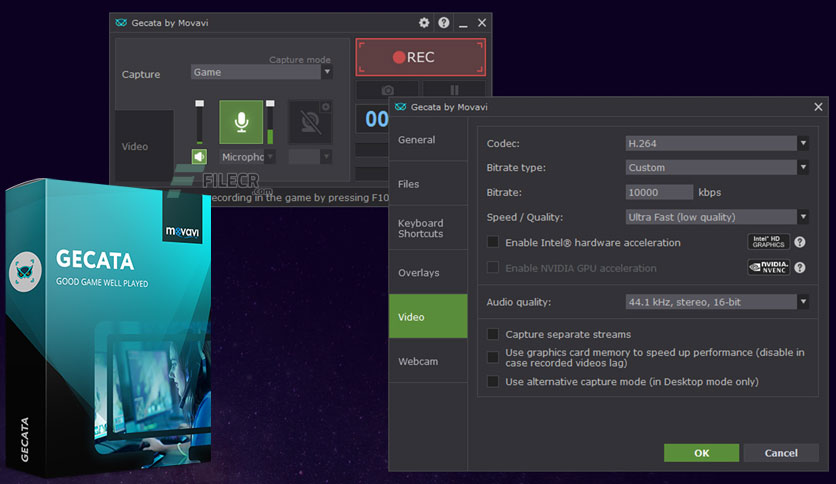 Gecata by Movavi
Capture mode
Capture
Game
REC
Video
00
Micropho
FILECR
.com
ecording in the game by pressing F10
movavi
GECATA
GOOD GAME WELL PLAYED
GECATA
Gecata by Movavi
General
Files
Keyboard
Shortcuts
Overlays
Video
Webcam
Codec:
H.264
Bitrate type:
Custom
Bitrate:
10000 kbps
Speed / Quality:
Ultra Fast (low quality)
Enable Intel® hardware acceleration
Intel® HD
GRAPHICS
Enable NVIDIA GPU acceleration
NVIDIA.
NVENC
Audio quality:
44.1 kHz, stereo, 16-bit
Capture separate streams
Use graphics card memory to speed up performance (disable in
case recorded videos lag)
Use alternative capture mode (in Desktop mode only)
OK
Cancel